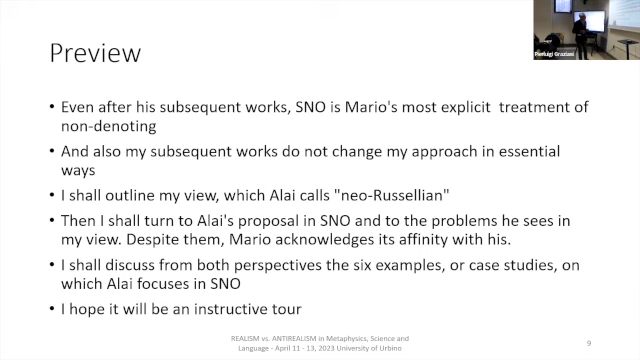 Preview
Pierluigi Graziani
• Even after his subsequent works, SNO is Mario's most explicit treatment of
non-denoting
• And also my subsequent works do not change my approach in essential
ways
• I shall outline my view, which Alai calls "neo-Russellian"
• Then I shall turn to Alai's proposal in SNO and to the problems he sees in
my view. Despite them, Mario acknowledges its affinity with his.
• I shall discuss from both perspectives the six examples, or case studies, on
which Alai focuses in SNO
• I hope it will be an instructive tour
REALISM vs. ANTIREALISM in Metaphysics, Science and
Language - April 11 - 13, 2023 University of Urbino
9